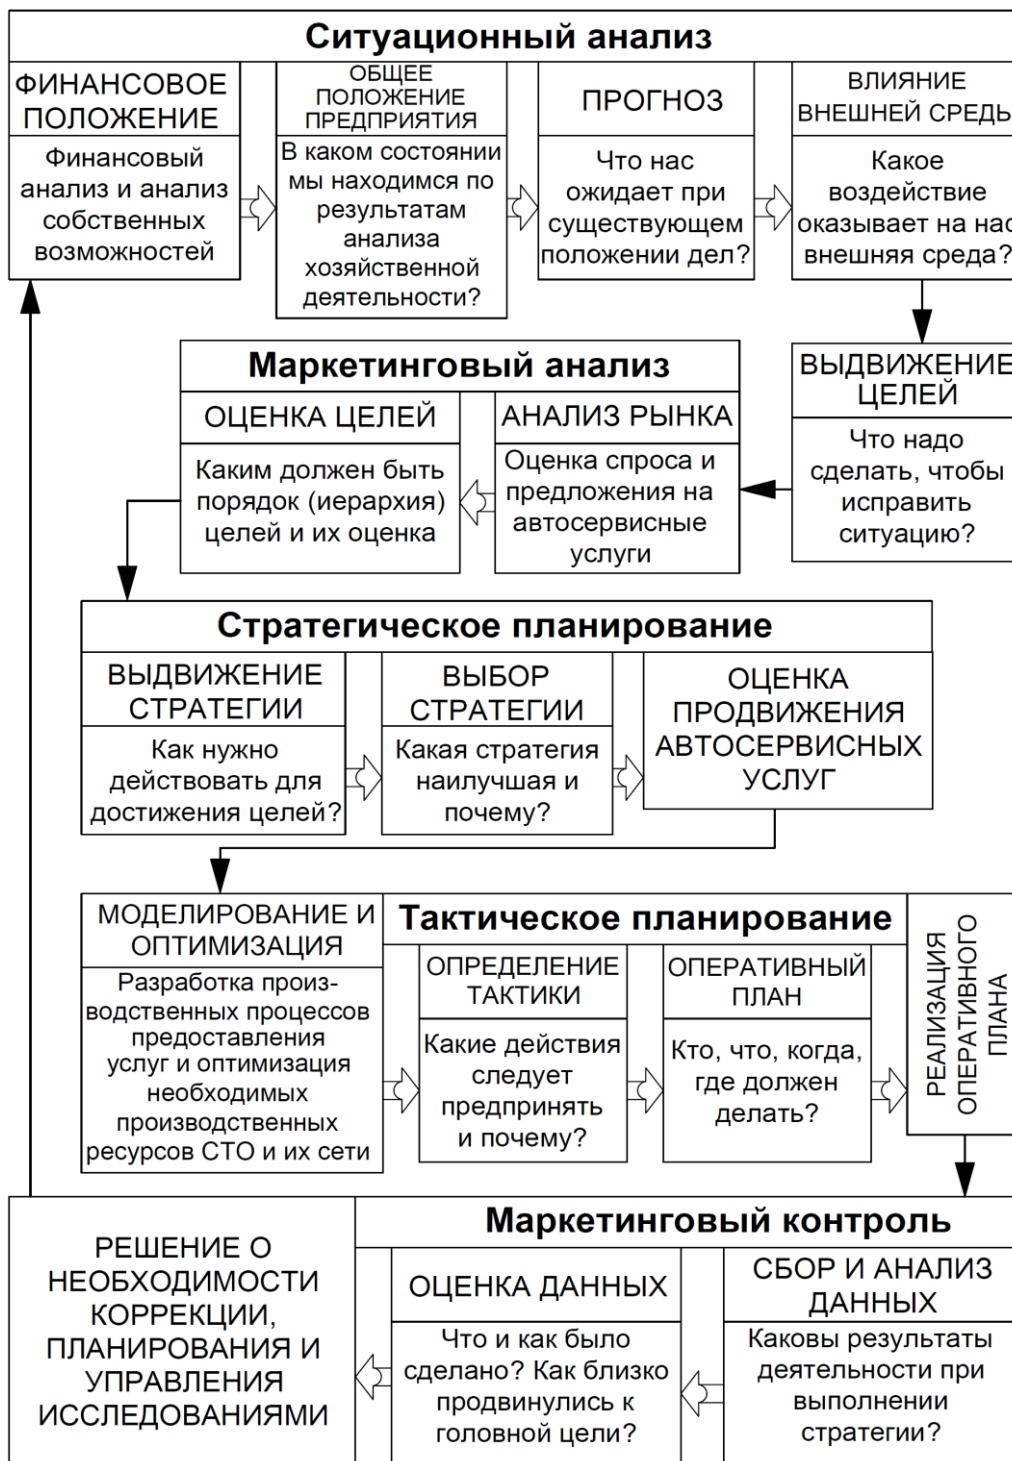 Ситуационный анализ
ФИНАНСОВОЕ
ПОЛОЖЕНИЕ
Финансовый
анализ и анализ
собственных
возможностей
ОБЩЕЕ
ПОЛОЖЕНИЕ
ПРЕДПРИЯТИЯ
В каком состоянии
мы находимся по
результатам
анализа
хозяйственной
деятельности?
ПРОГНОЗ
Что нас
ожидает при
существующем
положении дел?
ВЛИЯНИЕ
ВНЕШНЕЙ СРЕДЫ
Какое
воздействие
оказывает на нас
внешняя среда?
ВЫДВИЖЕНИЕ
ЦЕЛЕЙ
Что надо
сделать, чтобы
исправить
ситуацию?
Маркетинговый анализ
АНАЛИЗ РЫНКА
Оценка спроса и
предложения на
автосервисные
услуги
ОЦЕНКА ЦЕЛЕЙ
Каким должен быть
порядок (иерархия)
целей и их оценка
Стратегическое планирование
ВЫДВИЖЕНИЕ
СТРАТЕГИИ
Как нужно
действовать для
достижения целей?
ВЫБОР
СТРАТЕГИИ
Какая стратегия
наилучшая и
почему?
ОЦЕНКА
ПРОДВИЖЕНИЯ
АВТОСЕРВИСНЫХ
УСЛУГ
МОДЕЛИРОВАНИЕ И
ОПТИМИЗАЦИЯ
Разработка произ-
водственных процессов
предоставления
услуг и оптимизация
необходимых
производственных
ресурсов СТО и их сети
Тактическое планирование
ОПРЕДЕЛЕНИЕ
ТАКТИКИ
Какие действия
следует
предпринять
и почему?
ОПЕРАТИВНЫЙ
ПЛАН
Кто, что, когда,
где должен
делать?
РЕАЛИЗАЦИЯ
ОПЕРАТИВНОГО
ПЛАНА
Маркетинговый контроль
СБОР И АНАЛИЗ
ДАННЫХ
Каковы результаты
деятельности при
выполнении
стратегии?
ОЦЕНКА ДАННЫХ
Что и как было
сделано? Как близко
продвинулись к
головной цели?
РЕШЕНИЕ О
НЕОБХОДИМОСТИ
КОРРЕКЦИИ,
ПЛАНИРОВАНИЯ И
УПРАВЛЕНИЯ
ИССЛЕДОВАНИЯМИ